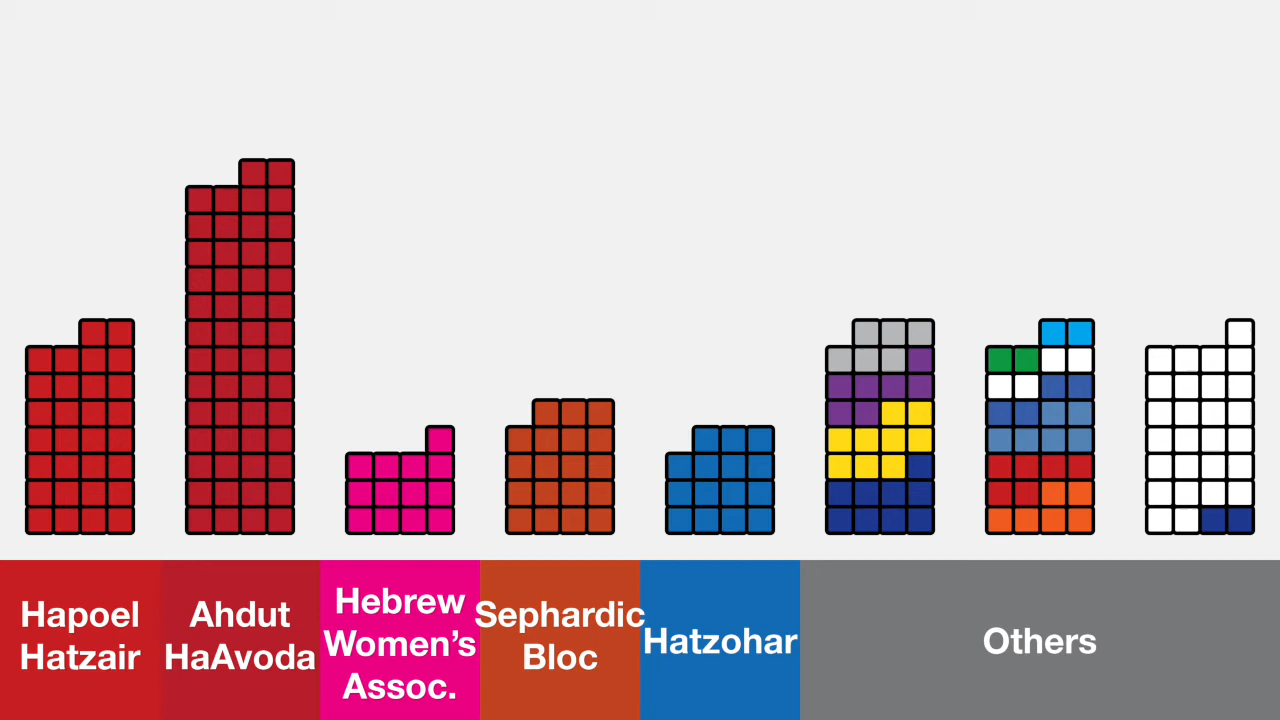 Hapoel
Hatzair
Ahdut
HaAvoda
Hebrew
Women’s
Assoc.
Sephardic
Bloc
Hatzohar
Others